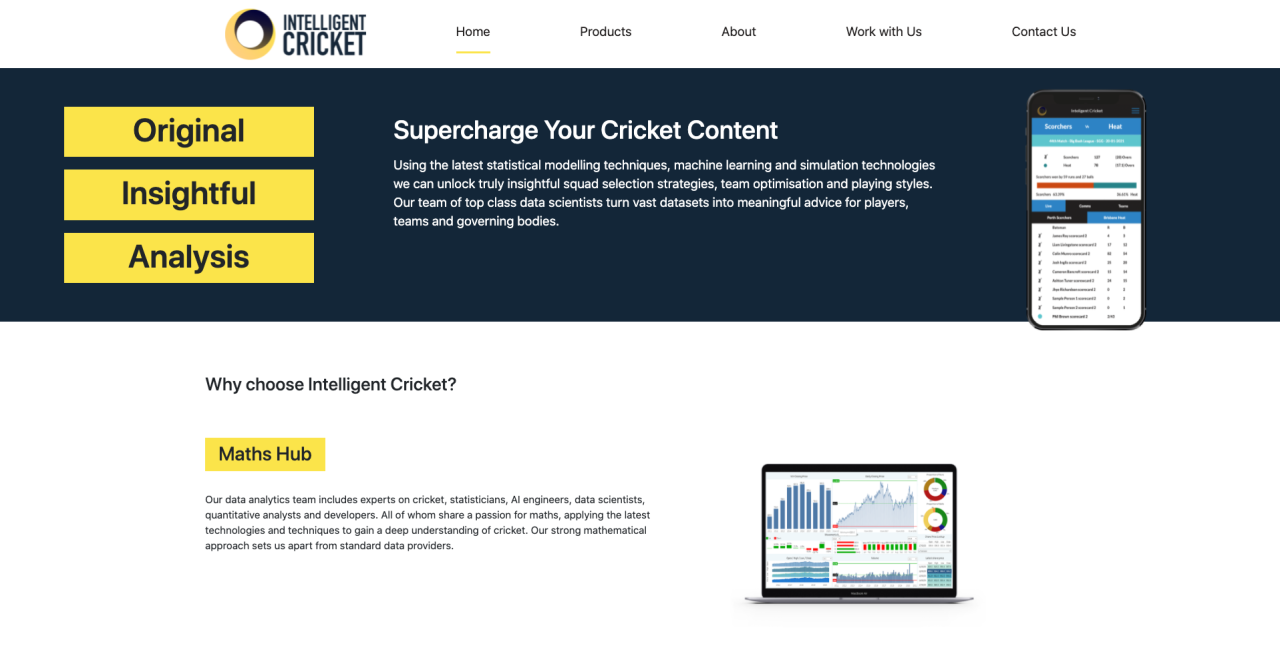 INTELLIGENT
CRICKET
Home
Products
About
Work with Us
Contact Us
Original
Insightful
Analysis
Supercharge Your Cricket Content
Using the latest statistical modelling techniques, machine learning and simulation technologies
we can unlock truly insightful squad selection strategies, team optimisation and playing styles.
Our team of top class data scientists turn vast datasets into meaningful advice for players,
teams and governing bodies.
Intelligent Cricket
Scorchers
Heat
Scorchers
Heat
Why choose Intelligent Cricket?
Maths Hub
Our data analytics team includes experts on cricket, statisticians, AI engineers, data scientists,
quantitative analysts and developers. All of whom share a passion for maths, applying the latest
technologies and techniques to gain a deep understanding of cricket. Our strong mathematical
approach sets us apart from standard data providers.